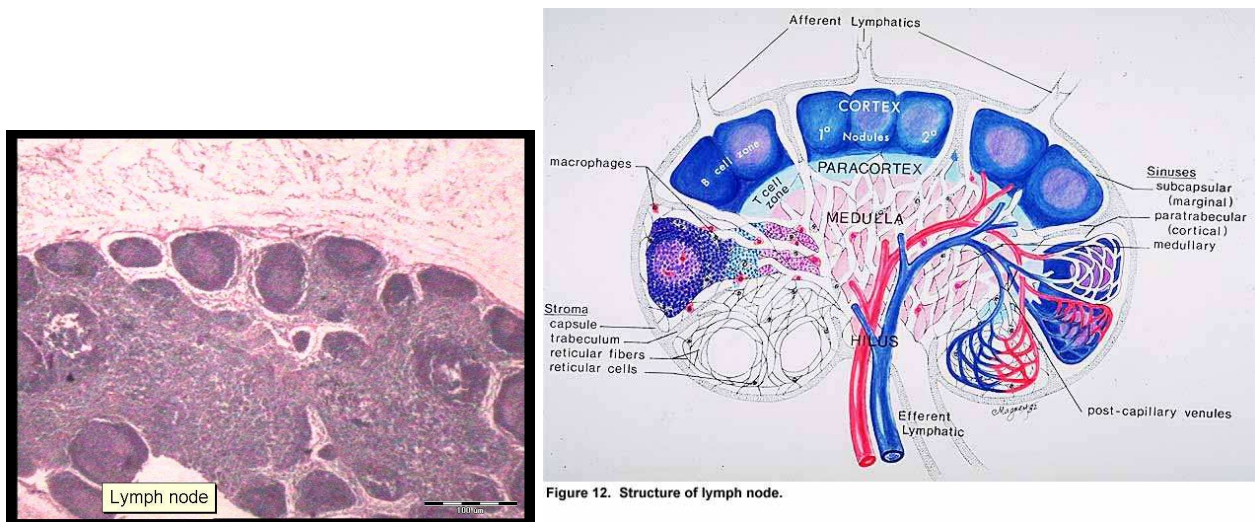 Lymph node
100 um
Afferent Lymphatics
CORTEX
1° Nodules 2°
B cell zone
PARACORTEX
T cell
zone
MEDULLA
HILUS
macrophages
Sinuses
subcapsular
(marginal)
paratrabecular
(cortical)
medullary
Stroma
capsule
trabeculum
reticular fibers
reticular cells
post-capillary venules
Efferent
Lymphatic
Figure 12. Structure of lymph node.